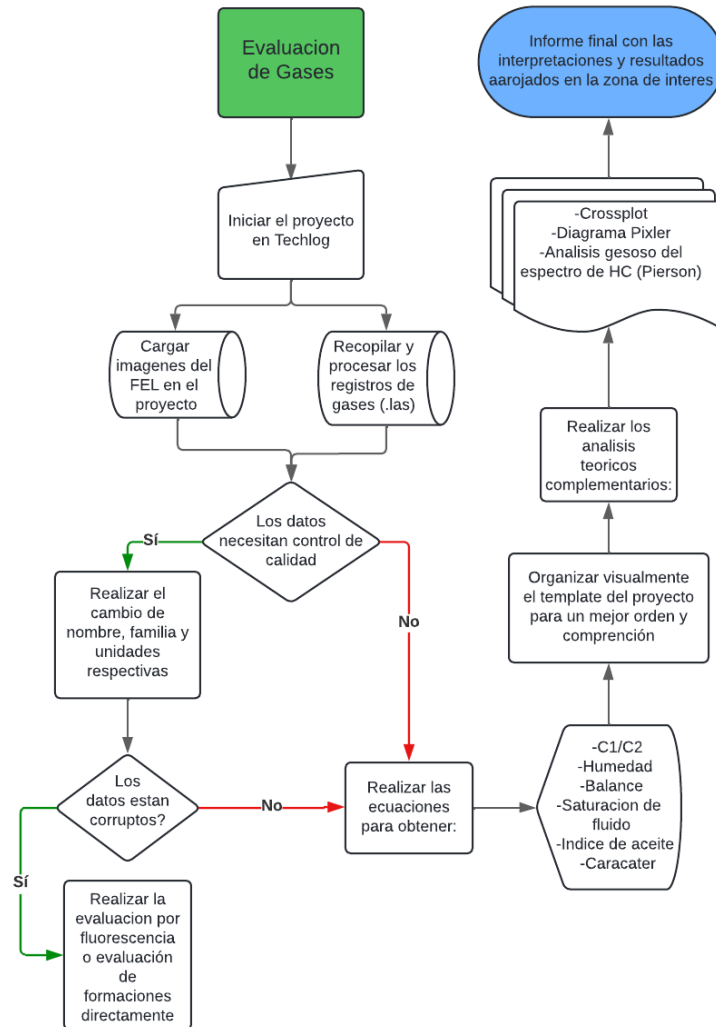 Evaluacion
de Gases
Iniciar el proyecto
en Techlog
Cargar
imagenes del
FEL en el
proyecto
Recopilar y
procesar los
registros de
gases (.las)
Los datos
necesitan control de
calidad
Sí
No
Realizar el
cambio de
nombre, familia y
unidades
respectivas
Los
datos estan
corruptos?
Sí
No
Realizar la
evaluacion por
fluorescencia
o evaluación
de
formaciones
directamente
Realizar las
ecuaciones
para obtener:
-C1/C2
-Humedad
-Balance
-Saturacion de
fluido
-Indice de aceite
-Caracater
Organizar visualmente
el template del proyecto
para un mejor orden y
comprención
Realizar los
analisis
teoricos
complementarios:
-Crossplot
-Diagrama Pixler
-Analisis gesoso del
espectro de HC (Pierson)
Informe final con las
interpretaciones y resultados
aarojados en la zona de interes